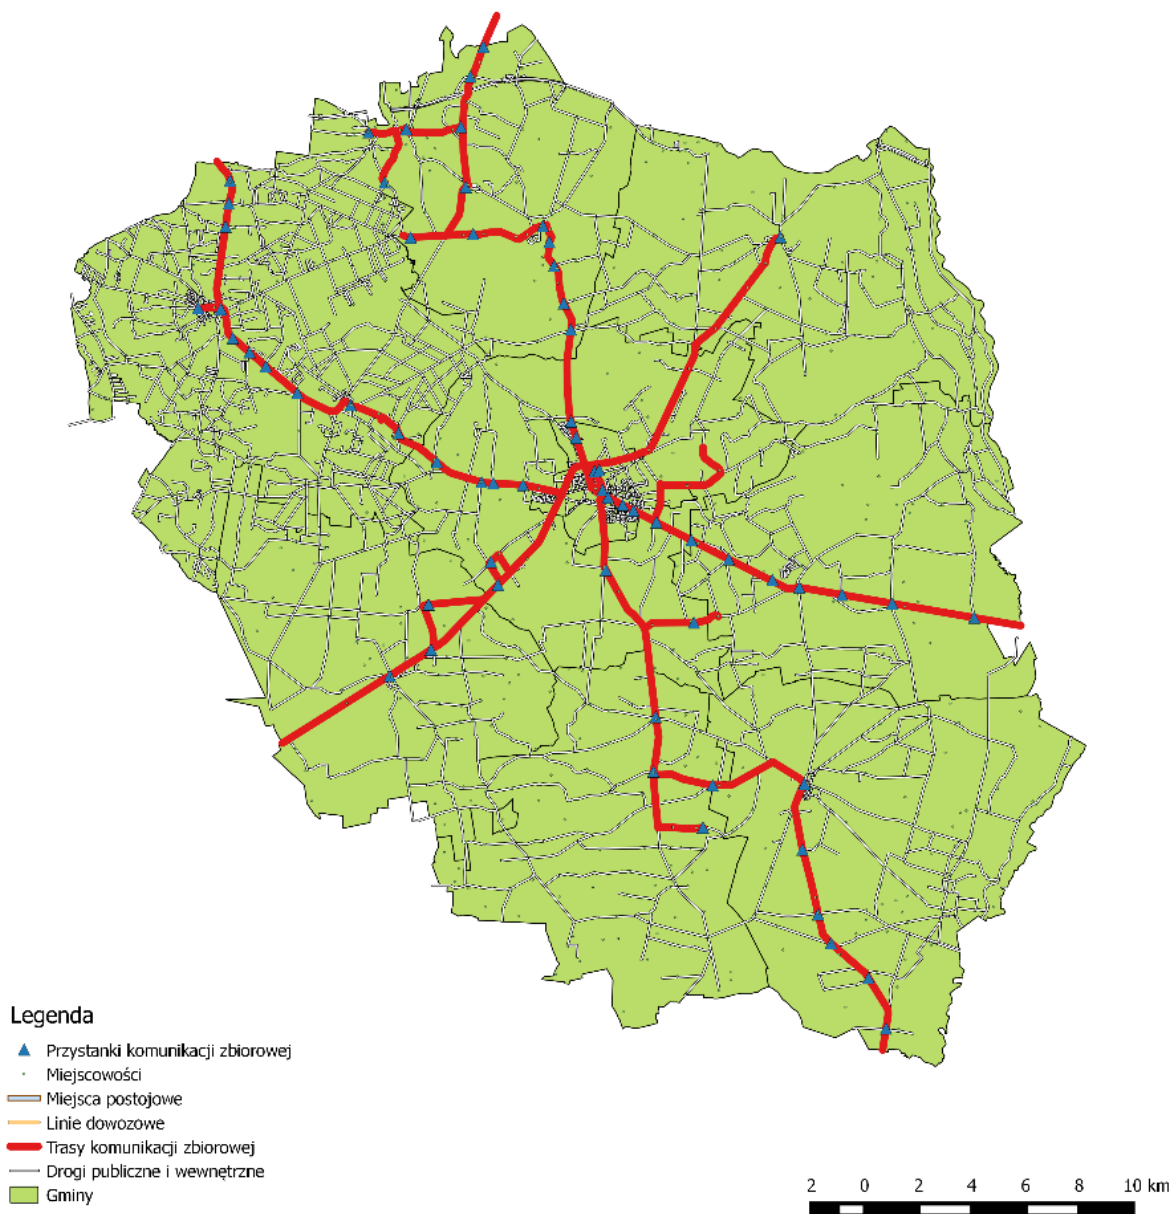 Legenda
Przystanki komunikacji zbiorowej
Miejscowości
Miejsca postojowe
Linie dowozowe
Trasy komunikacji zbiorowej
Drogi publiczne i wewnętrzne
Gminy
2 0 2 4 6 8 10 km